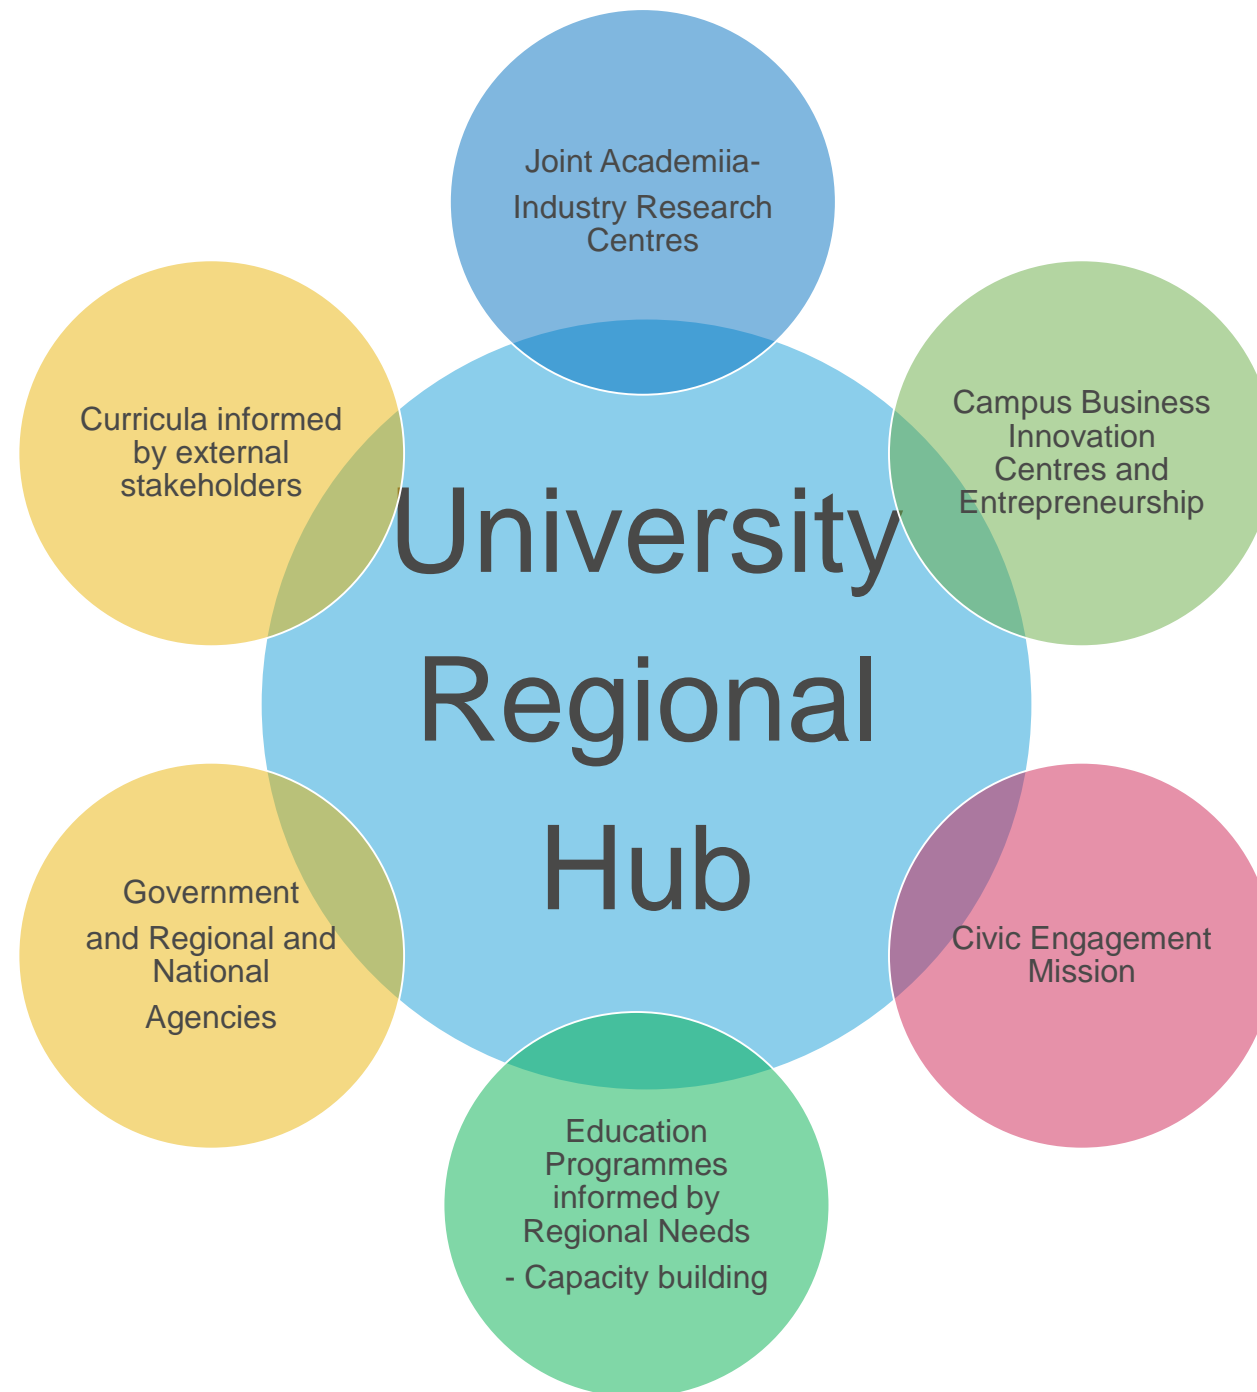 Joint Academiia-
Industry Research
Centres
Campus Business
Innovation
Centres and
Entrepreneurship
Civic Engagement
Mission
Education
Programmes
informed by
Regional Needs
- Capacity building
Government
and Regional and
National
Agencies
Curricula informed
by external
stakeholders
University
Regional
Hub